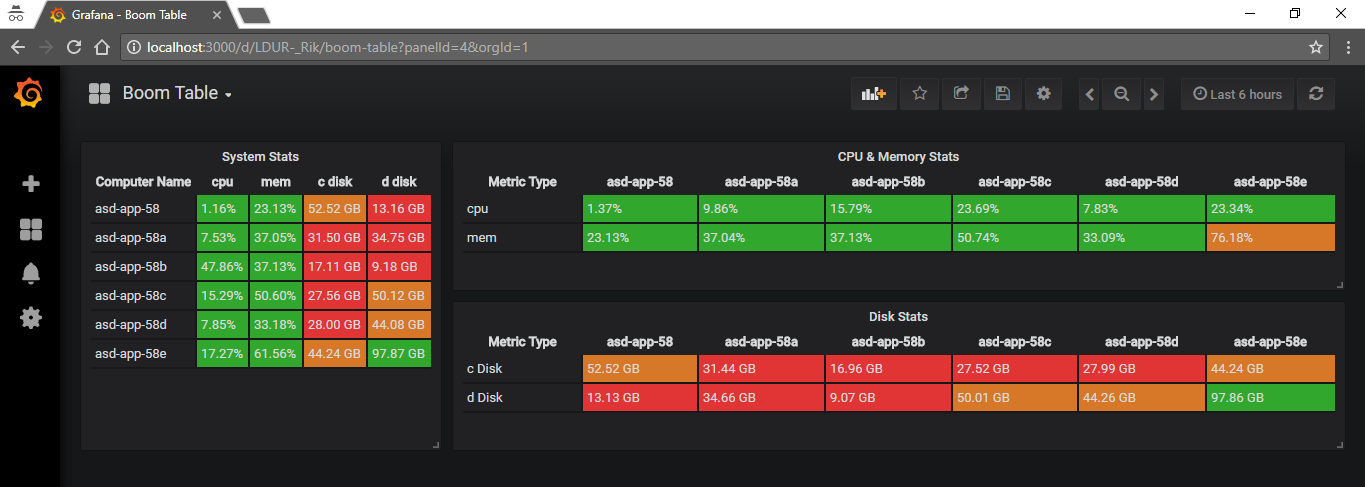 Grafana - Boom Table
localhost:3000/d/LDUR-_Rik/boom-table?panelId=4&orgId=1
Boom Table
Last 6 hours
System Stats
Computer Name cpu mem c disk d disk
asd-app-58 1.16% 23.13% 52.52 GB 13.16 GB
asd-app-58a 7.53% 37.05% 31.50 GB 34.75 GB
asd-app-58b 47.86% 37.13% 17.11 GB 9.18 GB
asd-app-58c 15.29% 50.60% 27.56 GB 50.12 GB
asd-app-58d 7.85% 33.18% 28.00 GB 44.08 GB
asd-app-58e 17.27% 61.56% 44.24 GB 97.87 GB
CPU & Memory Stats
Metric Type asd-app-58 asd-app-58a asd-app-58b asd-app-58c asd-app-58d asd-app-58e
cpu 1.37% 9.86% 15.79% 23.69% 7.83% 23.34%
mem 23.13% 37.04% 37.13% 50.74% 33.09% 76.18%
Disk Stats
Metric Type asd-app-58 asd-app-58a asd-app-58b asd-app-58c asd-app-58d asd-app-58e
c Disk 52.52 GB 31.44 GB 16.96 GB 27.52 GB 27.99 GB 44.24 GB
d Disk 13.13 GB 34.66 GB 9.07 GB 50.01 GB 44.26 GB 97.86 GB